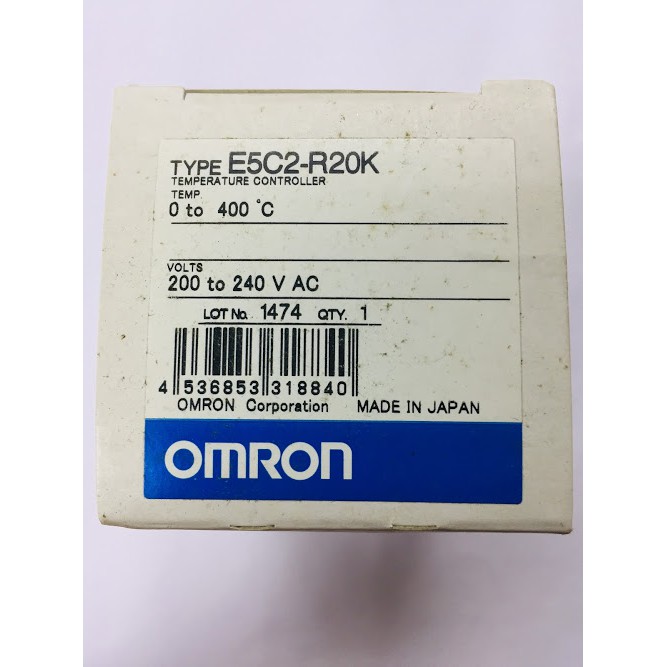 TYPE E5C2-R20K
TEMPERATURE CONTROLLER
TEMP.
0 to 400 °C
VOLTS
200 to 240 V AC
LOT No. 1474 QTY. 1
4 536853 318840
OMRON Corporation MADE IN JAPAN
OMRON